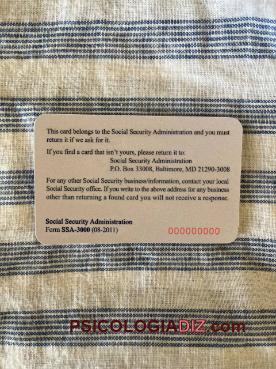 This card belongs to the Social Security Administration and you must
return it if we ask for it.
If you find a card that isn't yours, please return it to:
Social Security Administration
P.O. Box 33008, Baltimore, MD 21290-3008
For any other Social Security business/information, contact your local
Social Security office. If you write to the above address for any business
other than returning a found card you will not receive a response.
Social Security Administration
Form SSA-3000 (08-2011)
000000000
PSICOLOGIADIZ.com